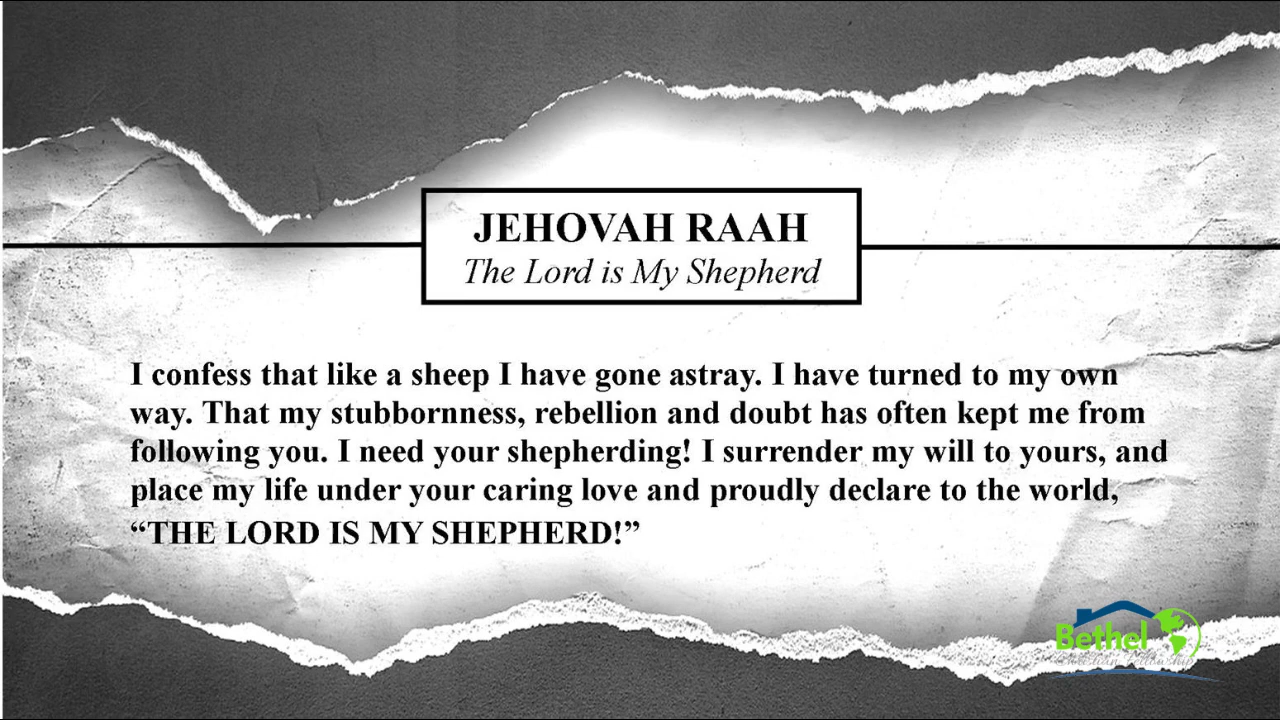 JEHOVAH RAAH
The Lord is My Shepherd
I confess that like a sheep I have gone astray. I have turned to my own
way. That my stubbornness, rebellion and doubt has often kept me from
following you. I need your shepherding! I surrender my will to yours, and
place my life under your caring love and proudly declare to the world,
“THE LORD IS MY SHEPHERD!”
Bethel
Christian Fellowship